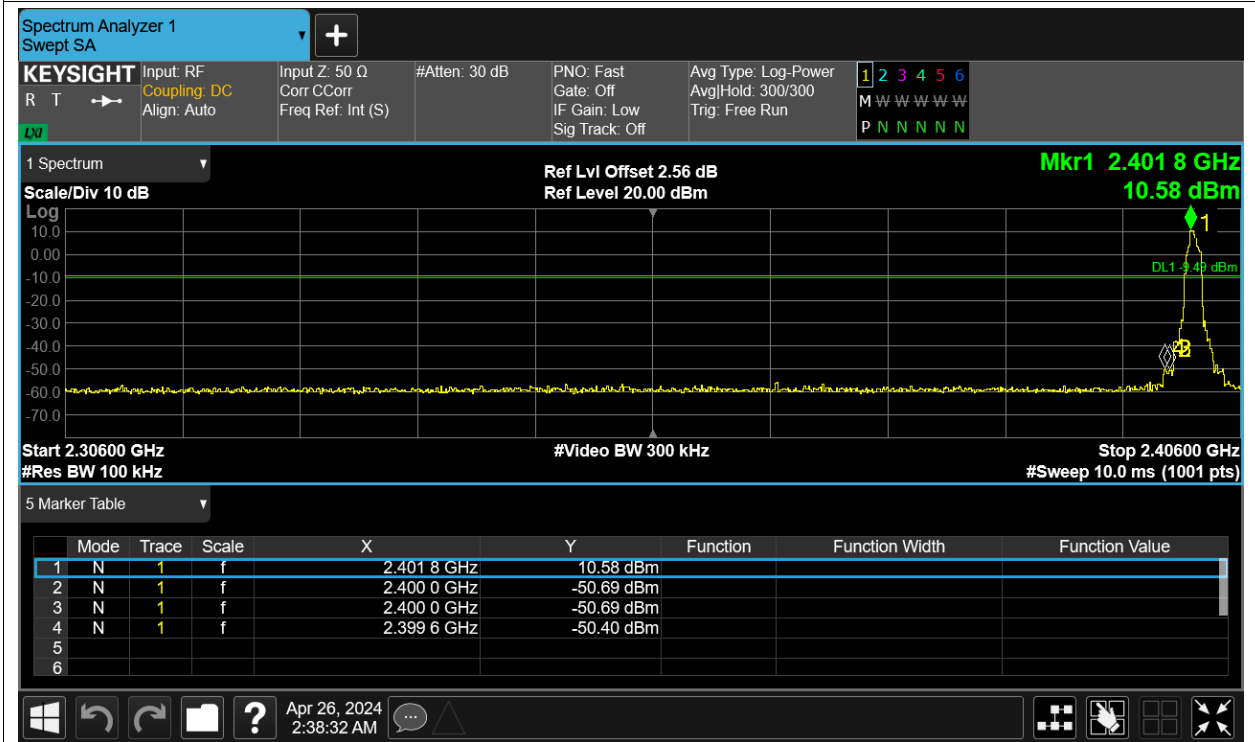 Spectrum Analyzer 1
Swept SA
+
KEYSIGHT
R T
LXI
Input: RF
Coupling: DC
Align: Auto
Input Z: 50 Ω
Corr CCorr
Freq Ref: Int (S)
#Atten: 30 dB
PNO: Fast
Gate: Off
IF Gain: Low
Sig Track: Off
Avg Type: Log-Power
Avg|Hold: 300/300
Trig: Free Run
1 2 3 4 5 6
M W W W W W
P N N N N N
1 Spectrum
Scale/Div 10 dB
Ref Lvl Offset 2.56 dB
Ref Level 20.00 dBm
Mkr1 2.401 8 GHz
10.58 dBm
Log
10.0
0.00
-10.0
-20.0
-30.0
-40.0
-50.0
-60.0
-70.0
1
DL1 -9.49 dBm
Start 2.30600 GHz
#Res BW 100 kHz
#Video BW 300 kHz
Stop 2.40600 GHz
#Sweep 10.0 ms (1001 pts)
5 Marker Table
Mode Trace Scale X Y Function Function Width Function Value
1 N 1 f 2.401 8 GHz 10.58 dBm
2 N 1 f 2.400 0 GHz -50.69 dBm
3 N 1 f 2.400 0 GHz -50.69 dBm
4 N 1 f 2.399 6 GHz -50.40 dBm
5
6
?
Apr 26, 2024
2:38:32 AM